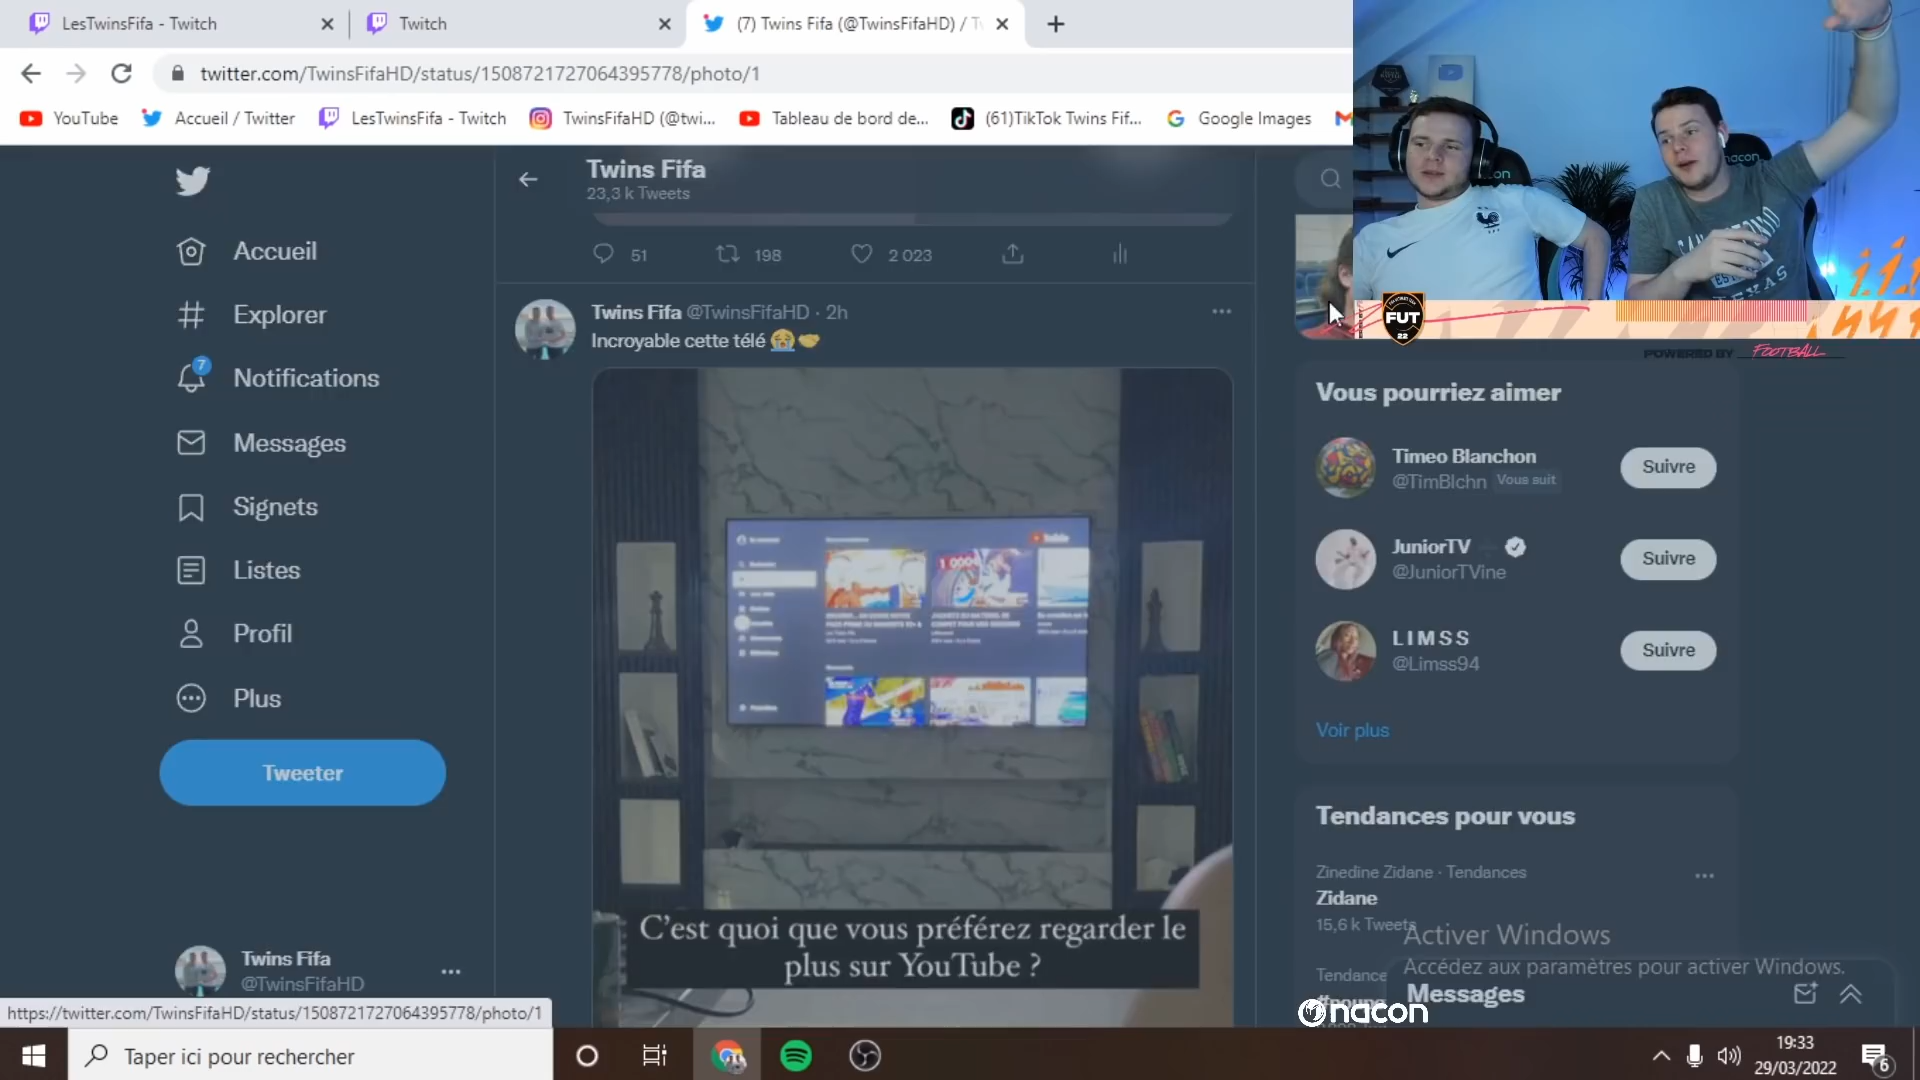 LesTwinsFifa - Twitch
Twitch
(7) Twins Fifa (@TwinsFifaHD) / T
twitter.com/TwinsFifaHD/status/1508721727064395778/photo/1
YouTube
Accueil / Twitter
LesTwinsFifa - Twitch
TwinsFifaHD (@twi...
Tableau de bord de...
(61)TikTok Twins Fif...
Google Images
Twins Fifa
23,3 k Tweets
51
198
2 023
Accueil
Explorer
7
Notifications
Messages
Signets
Listes
Profil
Plus
Tweeter
Twins Fifa
@TwinsFifaHD
Twins Fifa @TwinsFifaHD · 2h
Incroyable cette télé 😭🤝
C'est quoi que vous préférez regarder le
plus sur YouTube ?
nacon
FUT
22
POWERED BY FOOTBALL
Vous pourriez aimer
Timeo Blanchon
@TimBlchn Vous suit
Suivre
JuniorTV
@JuniorTVine
Suivre
LIMSS
@Limss94
Suivre
Voir plus
Tendances pour vous
Zinedine Zidane · Tendances
Zidane
15,6 k Tweets
Activer Windows
Accédez aux paramètres pour activer Windows.
Tendance
Messages
nacon
https://twitter.com/TwinsFifaHD/status/1508721727064395778/photo/1
Taper ici pour rechercher
19:33
29/03/2022
6